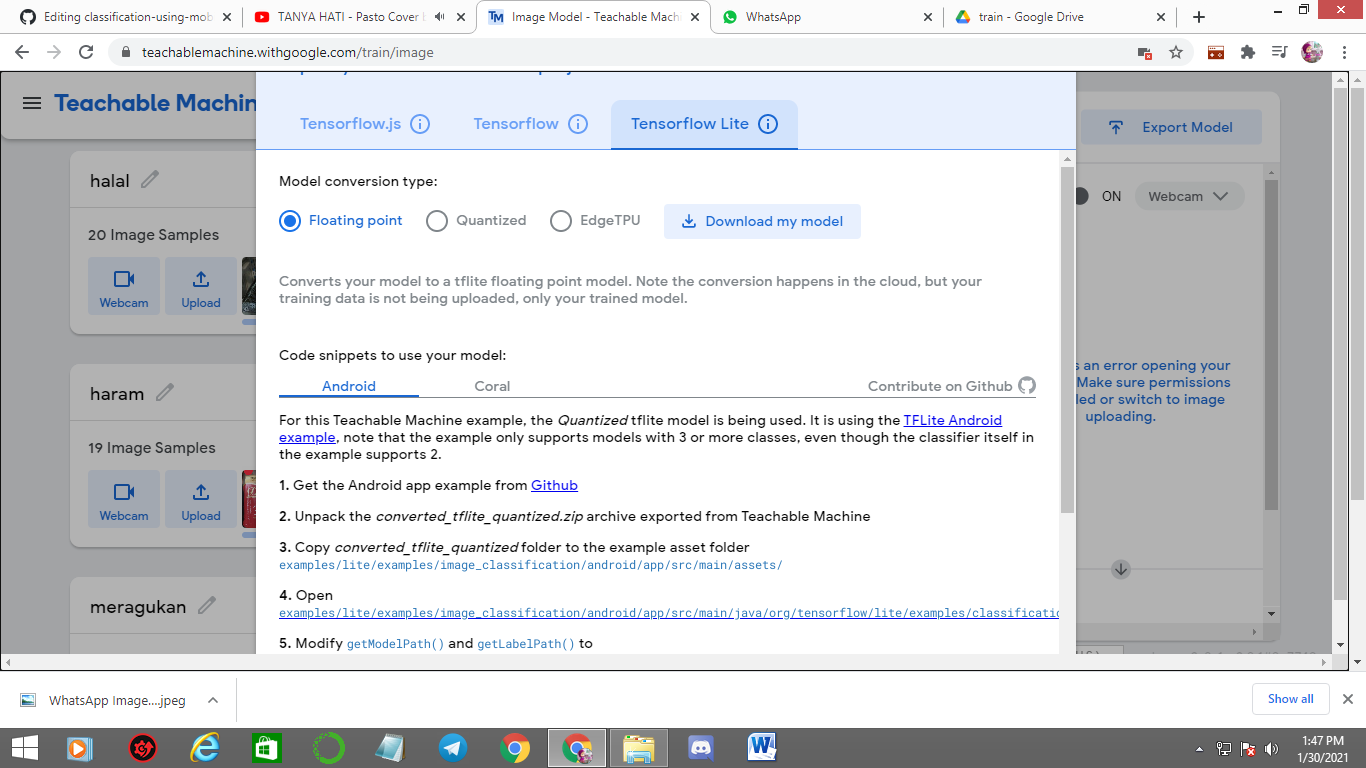 Editing classification-using-mob
TANYA HATI - Pasto Cover b
Image Model - Teachable Machi
WhatsApp
train - Google Drive
teachablemachine.withgoogle.com/train/image
Teachable Machin
Tensorflow.js
Tensorflow
Tensorflow Lite
Export Model
Model conversion type:
halal
ON
Webcam
Floating point
Quantized
EdgeTPU
Download my model
20 Image Samples
Webcam
Upload
Converts your model to a tflite floating point model. Note the conversion happens in the cloud, but your
training data is not being uploaded, only your trained model.
Code snippets to use your model:
s an error opening your
Make sure permissions
led or switch to image
uploading.
Android
Coral
Contribute on Github
haram
For this Teachable Machine example, the Quantized tflite model is being used. It is using the TFLite Android
example, note that the example only supports models with 3 or more classes, even though the classifier itself in
the example supports 2.
19 Image Samples
Webcam
Upload
1. Get the Android app example from Github
2. Unpack the converted_tflite_quantized.zip archive exported from Teachable Machine
3. Copy converted_tflite_quantized folder to the example asset folder
examples/lite/examples/image_classification/android/app/src/main/assets/
4. Open
examples/lite/examples/image_classification/android/app/src/main/java/org/tensorflow/lite/examples/classificatio
meragukan
5. Modify getModelPath() and getLabelPath() to
WhatsApp Image....jpeg
Show all
1:47 PM
1/30/2021